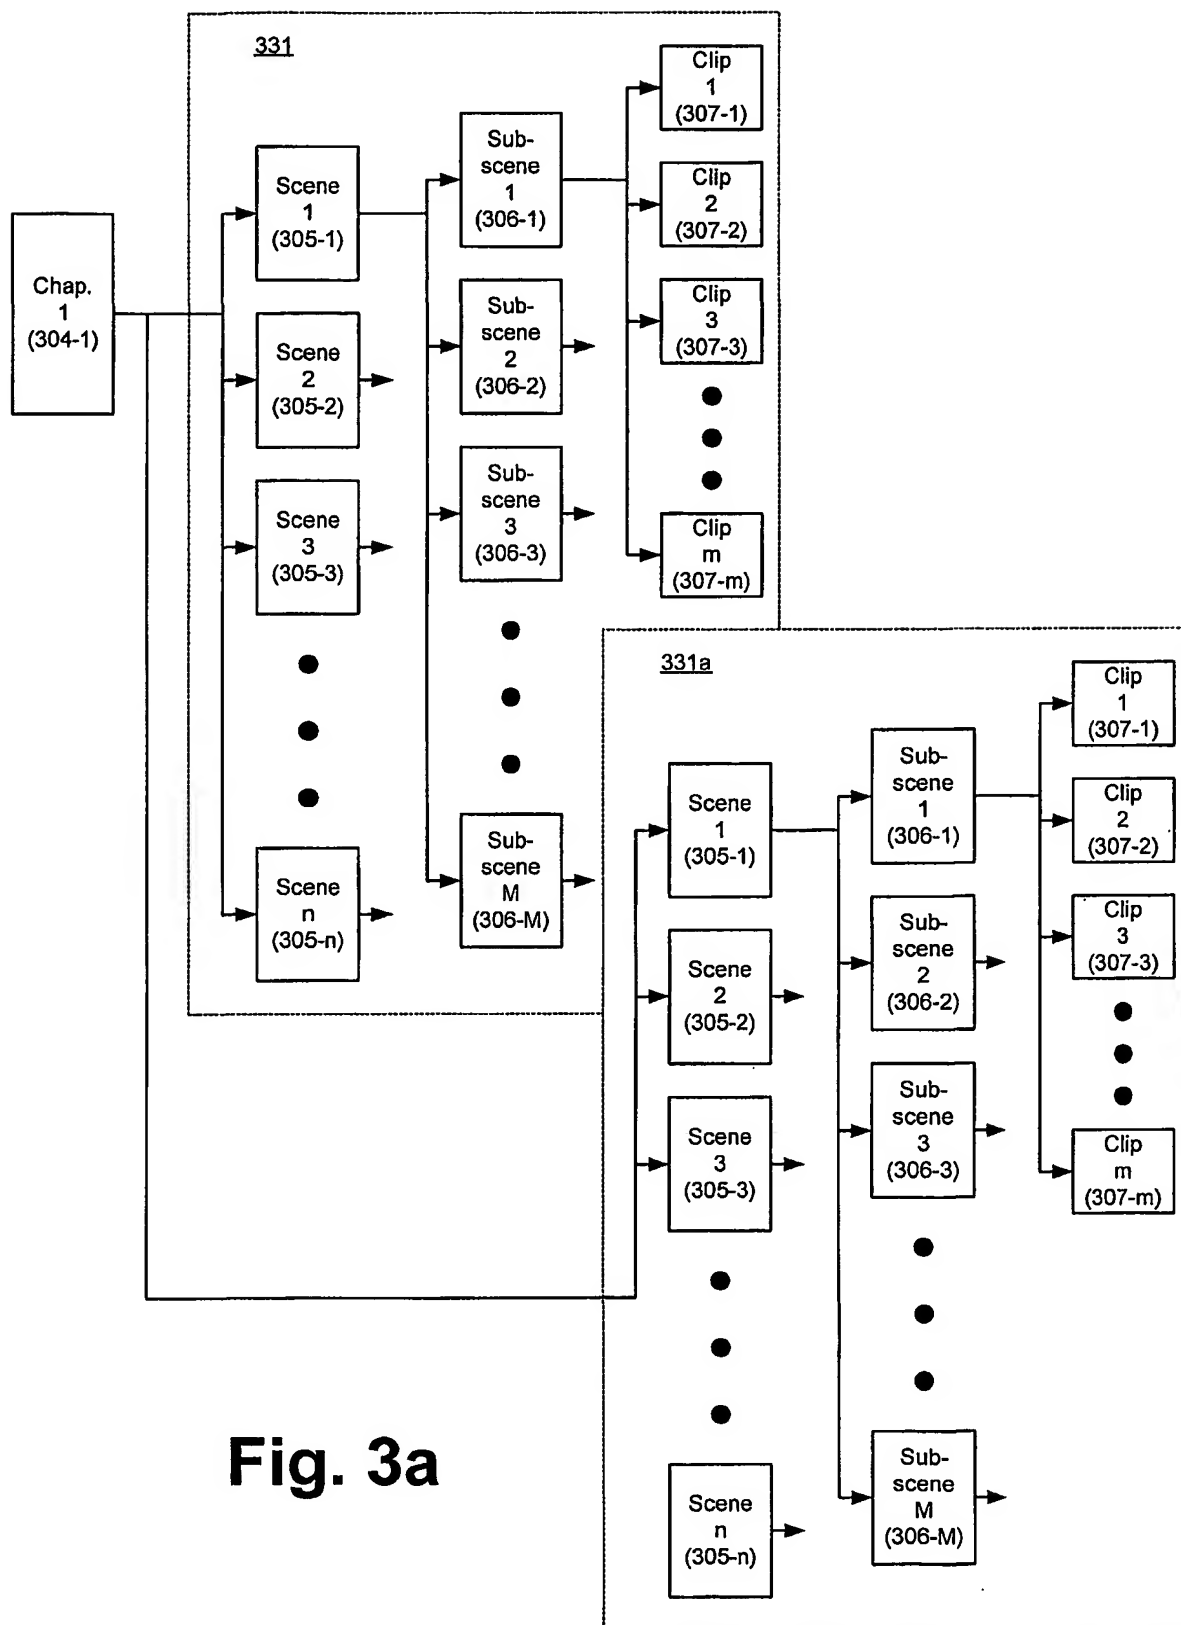 331
Clip
1
(307-1)
Sub-
scene
1
(306-1)
Clip
2
(307-2)
Scene
1
(305-1)
Chap.
1
(304-1)
Clip
3
(307-3)
Sub-
scene
2
(306-2)
Scene
2
(305-2)
Sub-
scene
3
(306-3)
Scene
3
(305-3)
Clip
m
(307-m)
Sub-
scene
M
(306-M)
Scene
n
(305-n)
331a
Clip
1
(307-1)
Sub-
scene
1
(306-1)
Scene
1
(305-1)
Clip
2
(307-2)
Sub-
scene
2
(306-2)
Clip
3
(307-3)
Scene
2
(305-2)
Sub-
scene
3
(306-3)
Scene
3
(305-3)
Clip
m
(307-m)
Sub-
scene
M
(306-M)
Scene
n
(305-n)
Fig. 3a